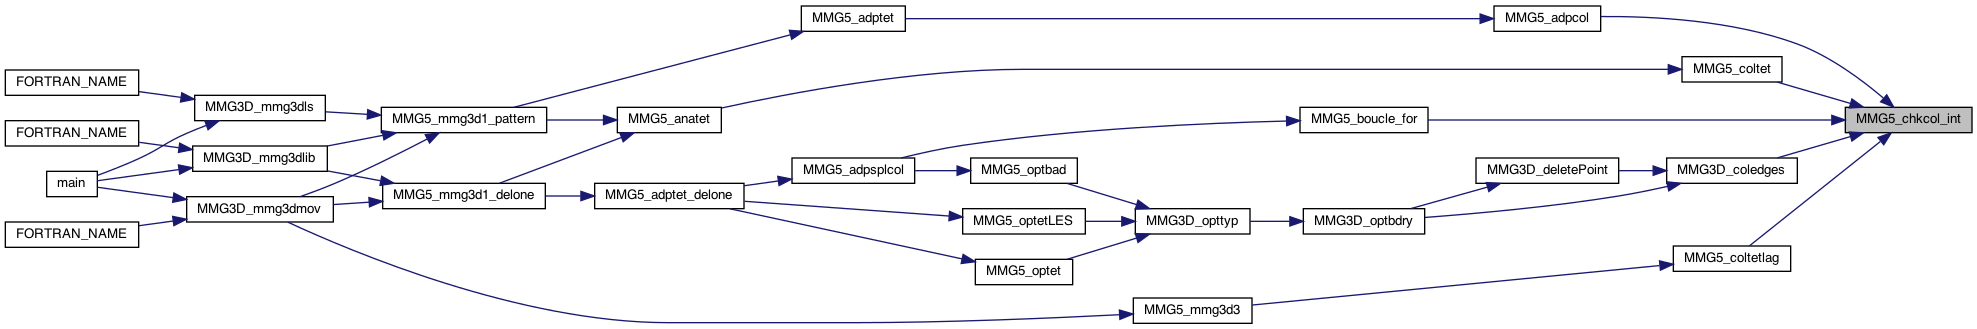 MMG5_adptet
MMG5_adpcol
FORTRAN_NAME
MMG5_coltet
MMG3D_mmg3dls
MMG5_mmg3d1_pattern
MMG5_anatet
MMG5_boucle_for
MMG5_chkcol_int
FORTRAN_NAME
MMG3D_mmg3dlib
MMG5_adpsplcol
MMG5_optbad
MMG3D_deletePoint
MMG3D_coledges
main
MMG5_mmg3d1_delone
MMG5_adptet_delone
MMG3D_mmg3dmov
MMG5_optetLES
MMG3D_opttyp
MMG3D_optbdry
FORTRAN_NAME
MMG5_optet
MMG5_coltetlag
MMG5_mmg3d3